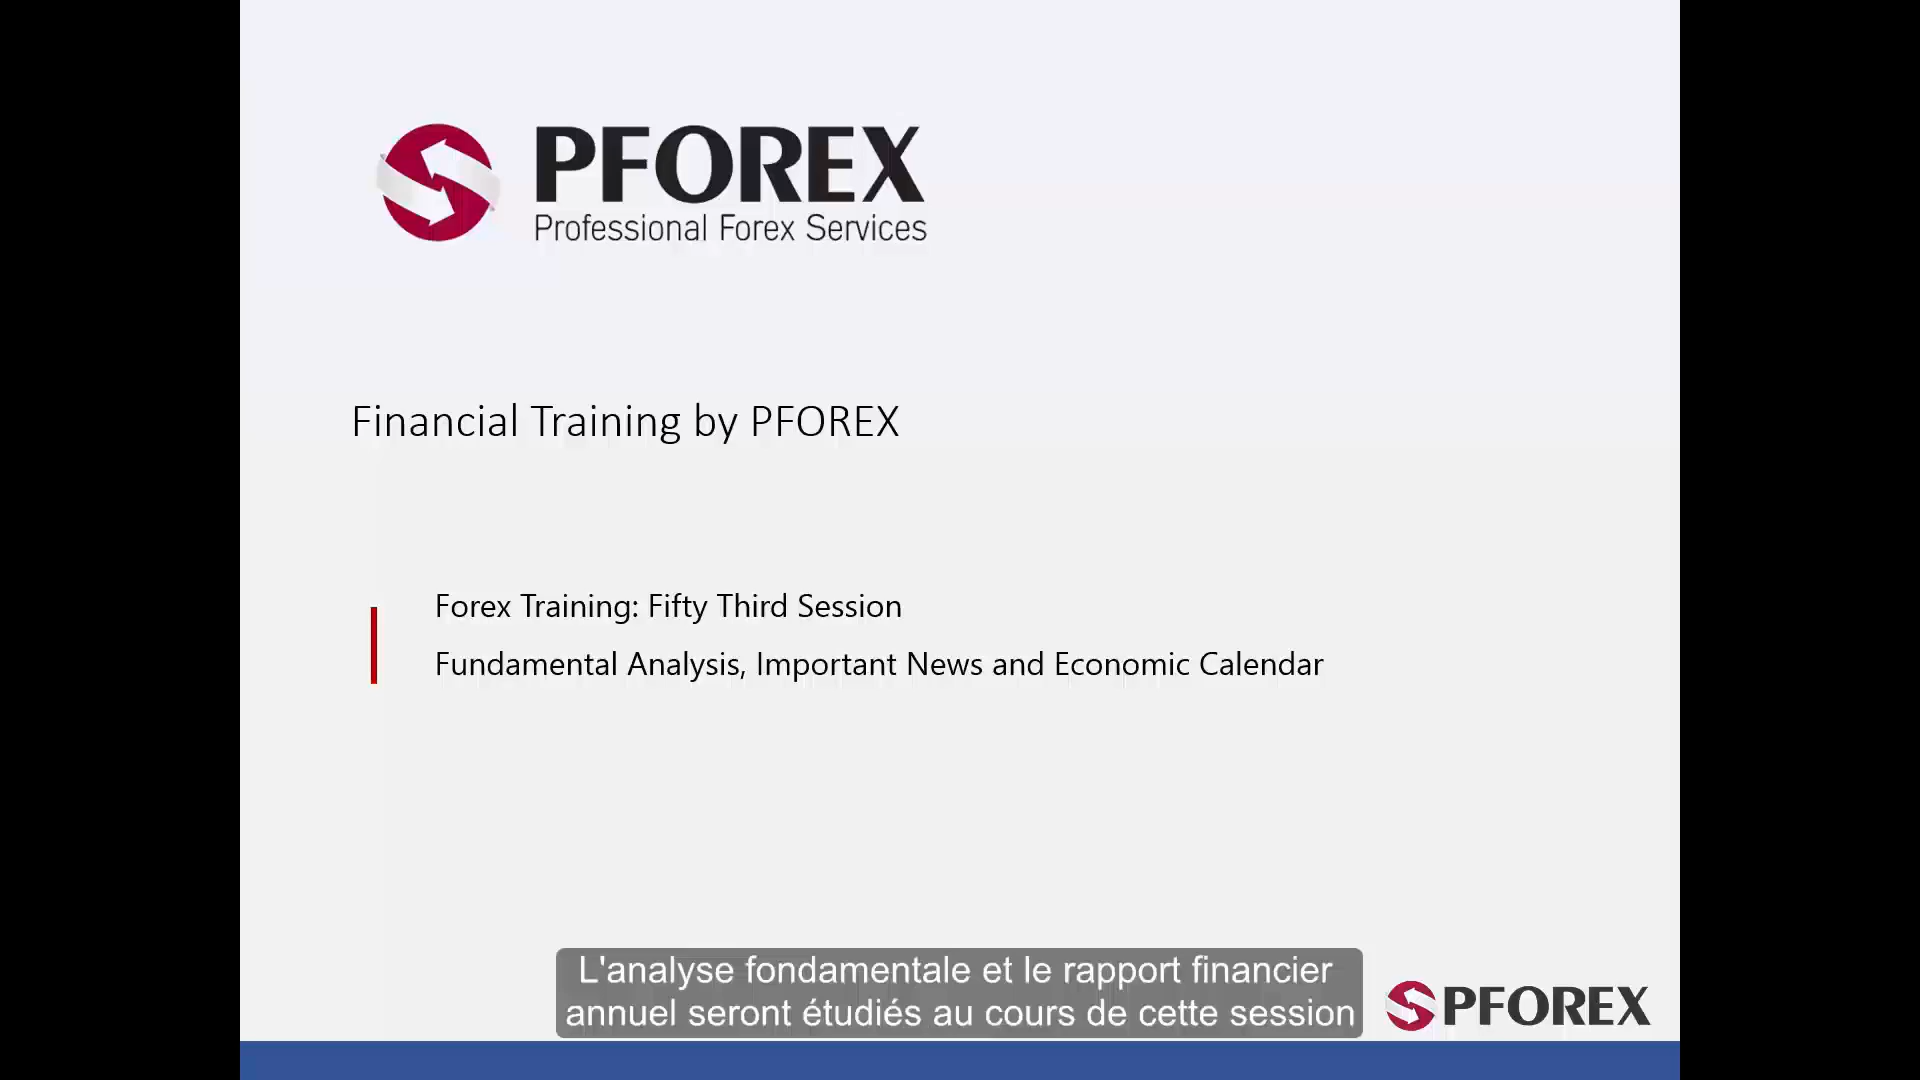 PFOREX
Professional Forex Services
Financial Training by PFOREX
Forex Training: Fifty Third Session
Fundamental Analysis, Important News and Economic Calendar
L'analyse fondamentale et le rapport financier
annuel seront étudiés au cours de cette session
PFOREX